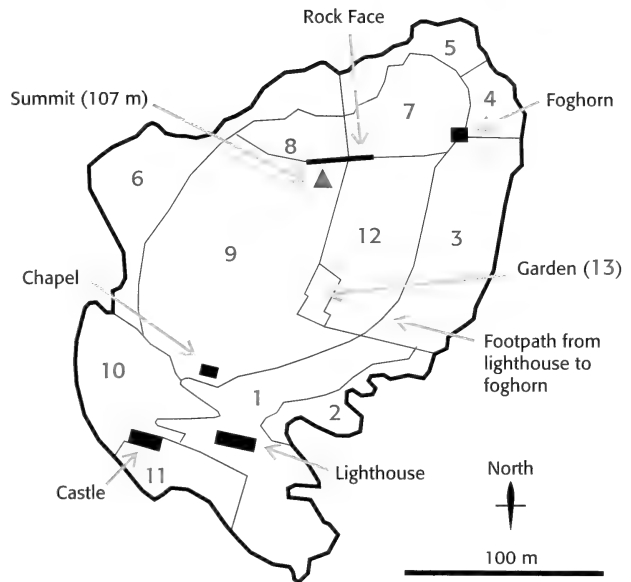 Rock Face
5
Summit (107 m)
7
4
Foghorn
8
6
9
12
3
Chapel
Garden (13)
Footpath from
lighthouse to
foghorn
10
1
2
Castle
11
Lighthouse
North
100 m